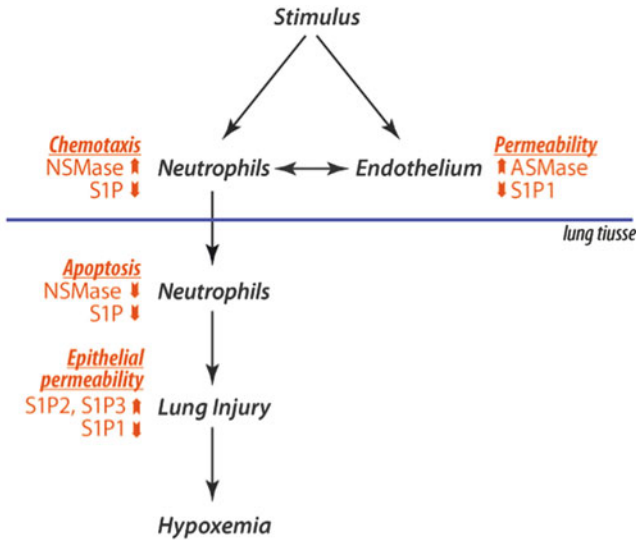 Stimulus
Chemotaxis
NSMase ⬆ Neutrophils
S1P ⬇
Endothelium
Permeability
⬆ ASMase
⬇ S1P1
lung tiusse
Apoptosis
NSMase ⬇ Neutrophils
S1P ⬇
Epithelial
permeability
S1P2, S1P3 ⬆ Lung Injury
S1P1 ⬇
Hypoxemia